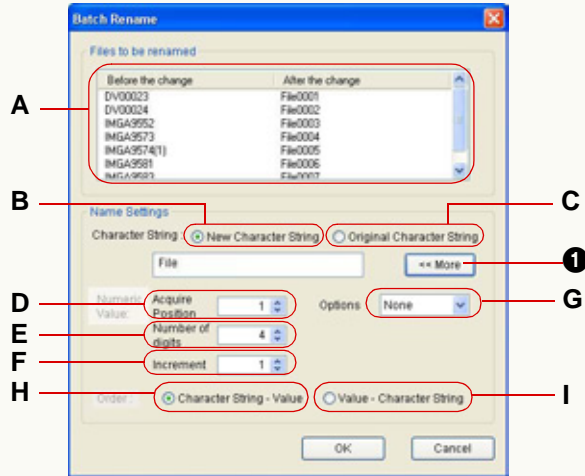 Batch Rename
Files to be renamed
A
Before the change After the change
DV00023 File0001
DV00024 File0002
IMGA9552 File0003
IMGA9573 File0004
IMGA9574(1) File0005
IMGA9581 File0006
IMGA9583 File0007
B C
Name Settings
Character String : New Character String Original Character String
File << More 1
D Numeric Value: Acquire Position 1 Options None G
E Number of digits 4
F Increment 1
H Order : Character String - Value Value - Character String I
OK Cancel